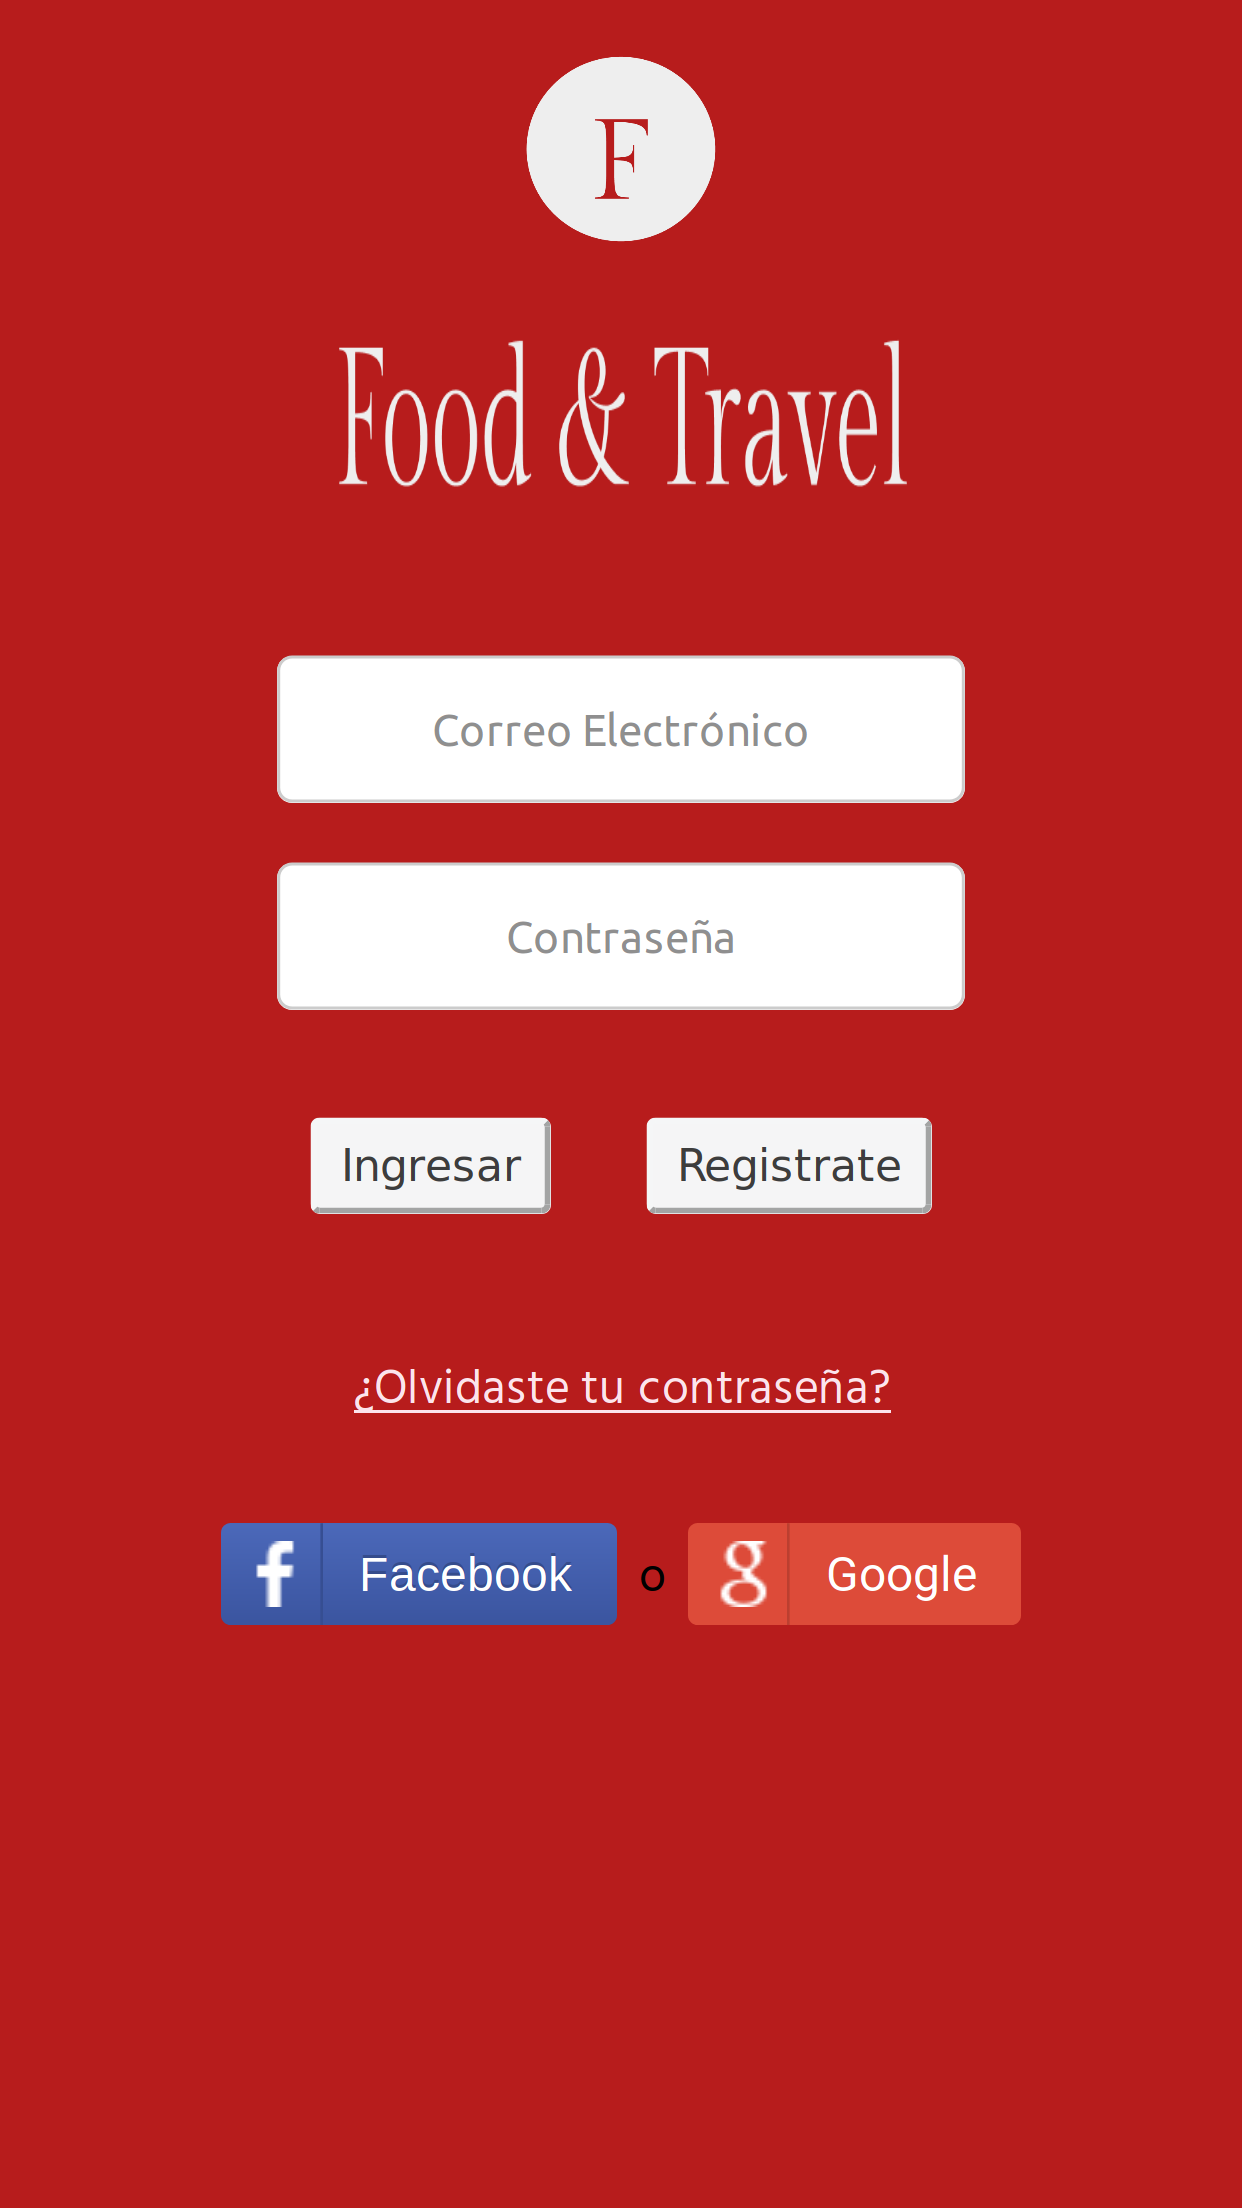 F
Food & Travel
Correo Electrónico
Contraseña
Ingresar Registrate
¿Olvidaste tu contraseña?
f Facebook o g Google